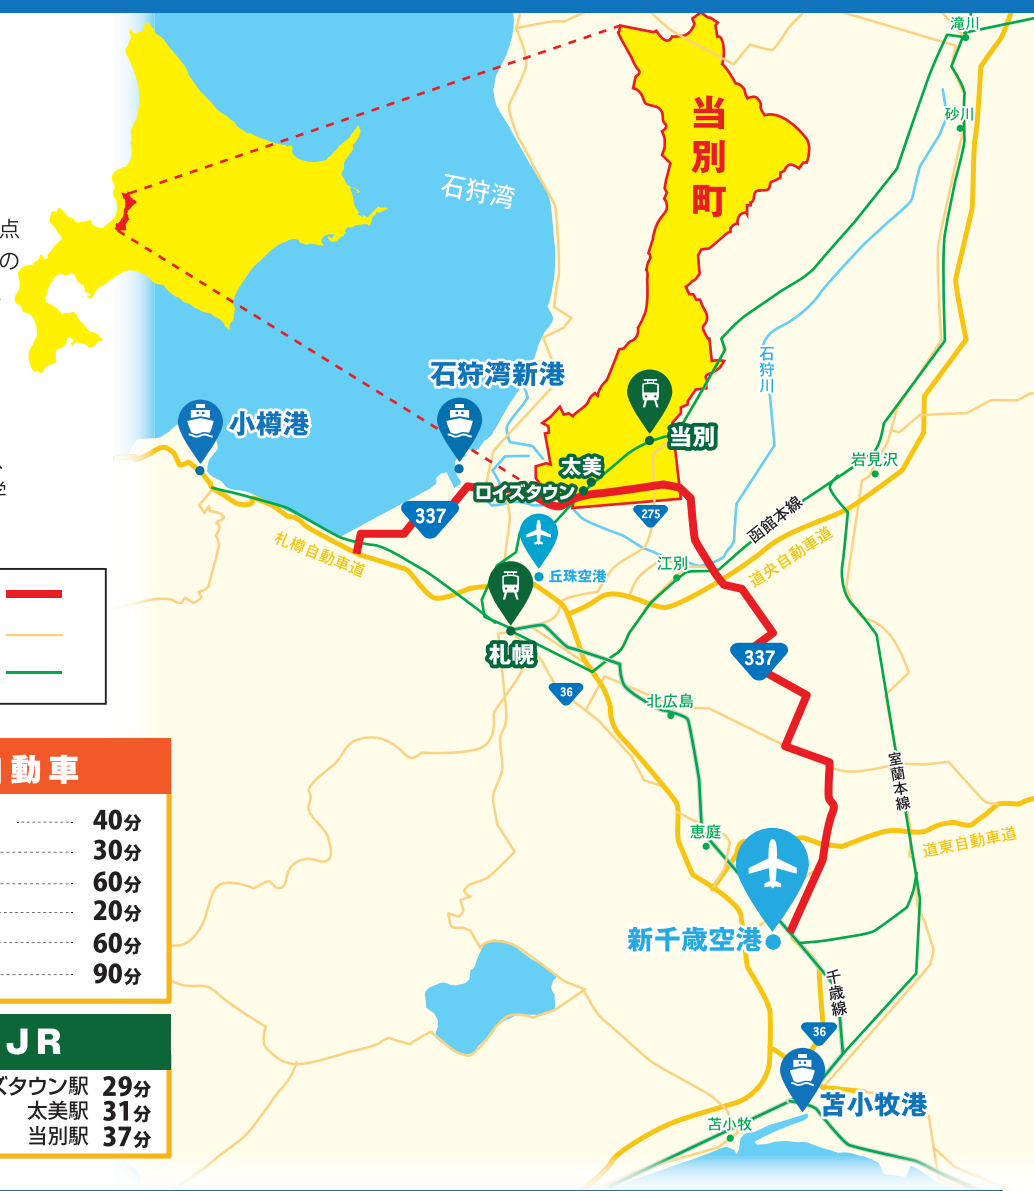 滝川
砂川
当別町
石狩湾
点
の
石狩川
石狩湾新港
小樽港
当別
太美
ロイズタウン
岩見沢
学
337
275
函館本線
札樽自動車道
道央自動車道
丘珠空港
江別
札幌
337
36
北広島
動車
室蘭本線
40分
30分
60分
20分
60分
90分
恵庭
道東自動車道
新千歳空港
千歳線
36
JR
ズタウン駅 29分
太美駅 31分
当別駅 37分
苫小牧港
苫小牧